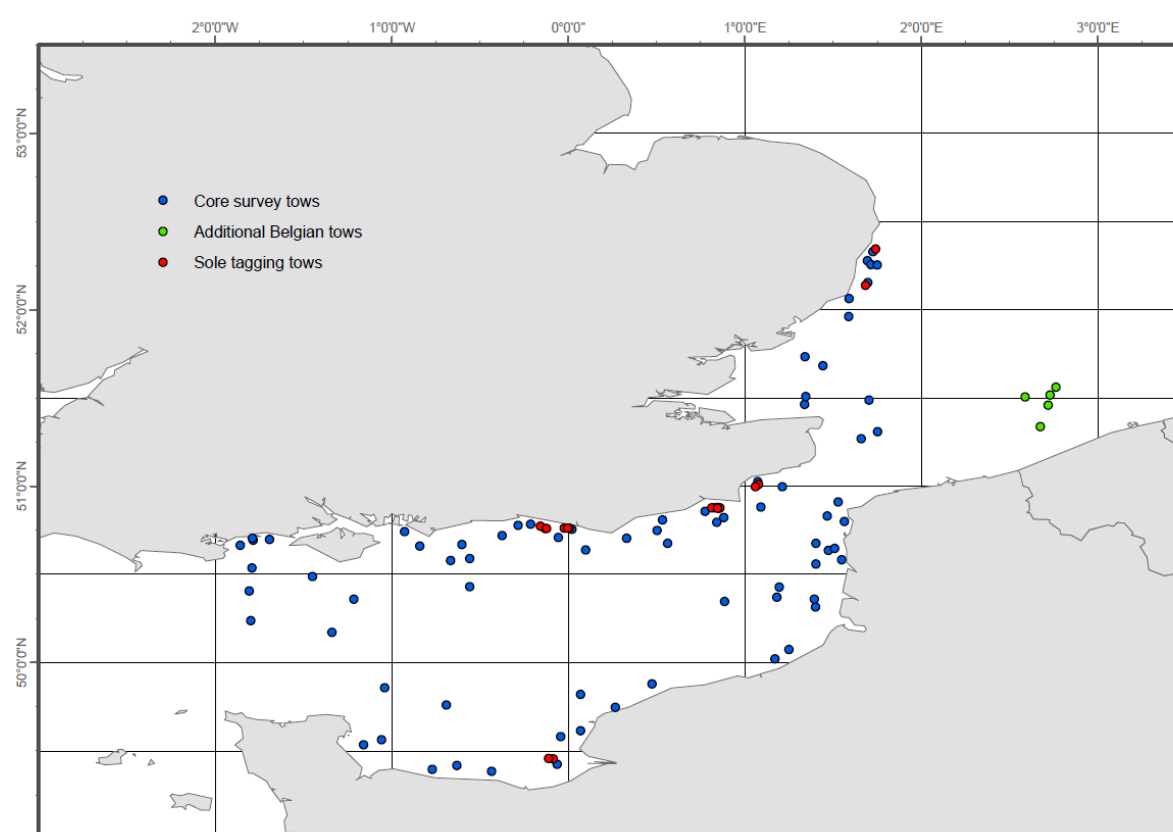 2°0'0"W 1°0'0"W 0°0'0" 1°0'0"E 2°0'0"E 3°0'0"E
53°0'0"N
Core survey tows
Additional Belgian tows
Sole tagging tows
52°0'0"N
51°0'0"N
50°0'0"N